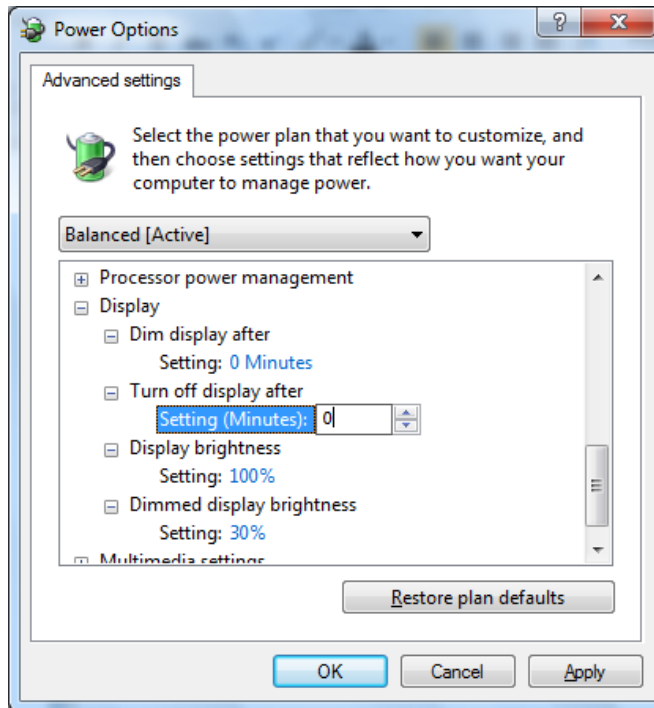 Power Options
Advanced settings
Select the power plan that you want to customize, and
then choose settings that reflect how you want your
computer to manage power.
Balanced [Active]
Processor power management
Display
Dim display after
Setting: 0 Minutes
Turn off display after
Setting (Minutes): 0
Display brightness
Setting: 100%
Dimmed display brightness
Setting: 30%
Multimedia settings
Restore plan defaults
OK Cancel Apply